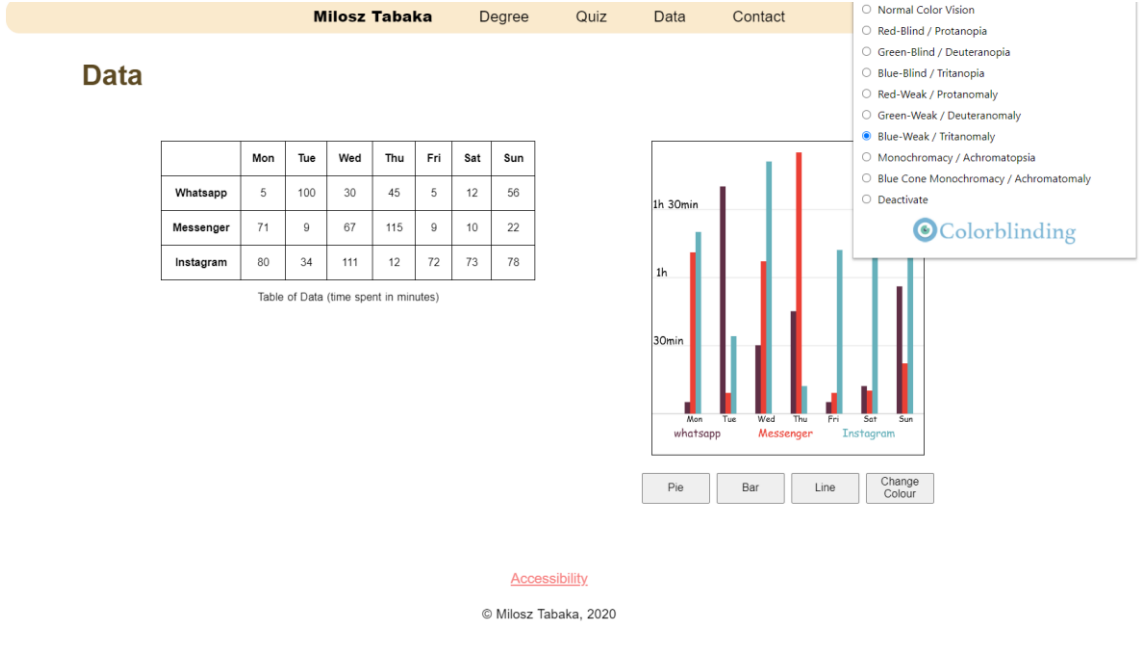 Milosz Tabaka Degree Quiz Data Contact
Normal Color Vision
Red-Blind / Protanopia
Green-Blind / Deuteranopia
Blue-Blind / Tritanopia
Red-Weak / Protanomaly
Green-Weak / Deuteranomaly
Blue-Weak / Tritanomaly
Monochromacy / Achromatopsia
Blue Cone Monochromacy / Achromatomaly
Deactivate
Colorblinding
Data
Mon Tue Wed Thu Fri Sat Sun
Whatsapp 5 100 30 45 5 12 56
Messenger 71 9 67 115 9 10 22
Instagram 80 34 111 12 72 73 78
Table of Data (time spent in minutes)
1h 30min
1h
30min
Mon Tue Wed Thu Fri Sat Sun
whatsapp Messenger Instagram
Pie Bar Line Change
Colour
Accessibility
© Milosz Tabaka, 2020